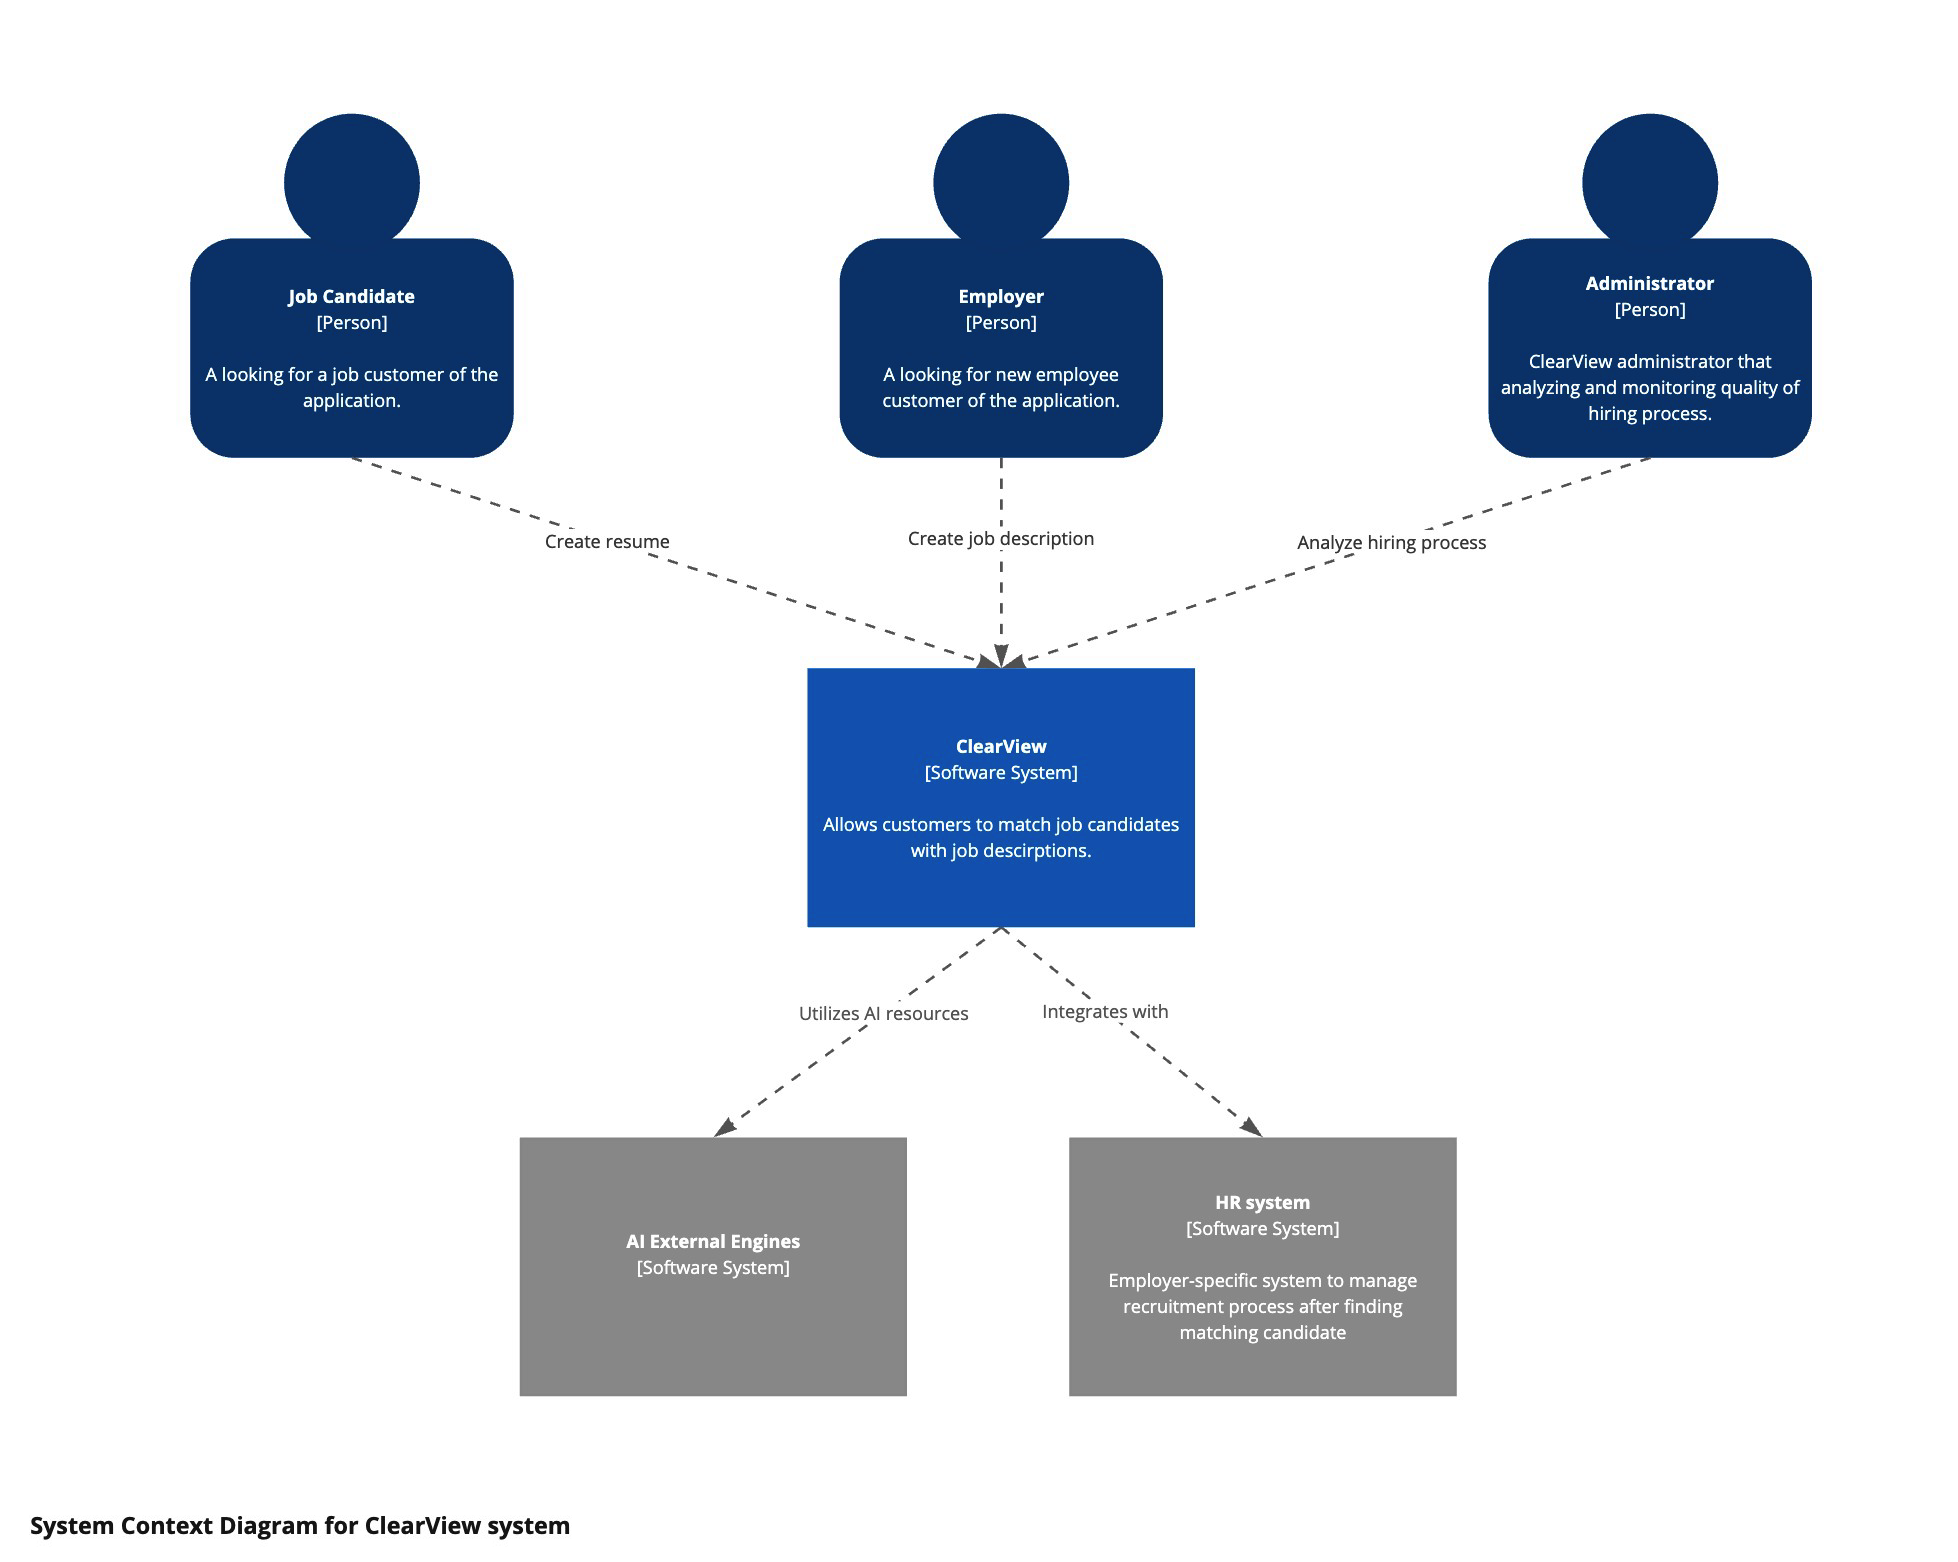 Job Candidate
[Person]
A looking for a job customer of the
application.
Employer
[Person]
A looking for new employee
customer of the application.
Administrator
[Person]
ClearView administrator that
analyzing and monitoring quality of
hiring process.
Create resume
Create job description
Analyze hiring process
ClearView
[Software System]
Allows customers to match job candidates
with job descirptions.
Utilizes AI resources
Integrates with
AI External Engines
[Software System]
HR system
[Software System]
Employer-specific system to manage
recruitment process after finding
matching candidate
System Context Diagram for ClearView system